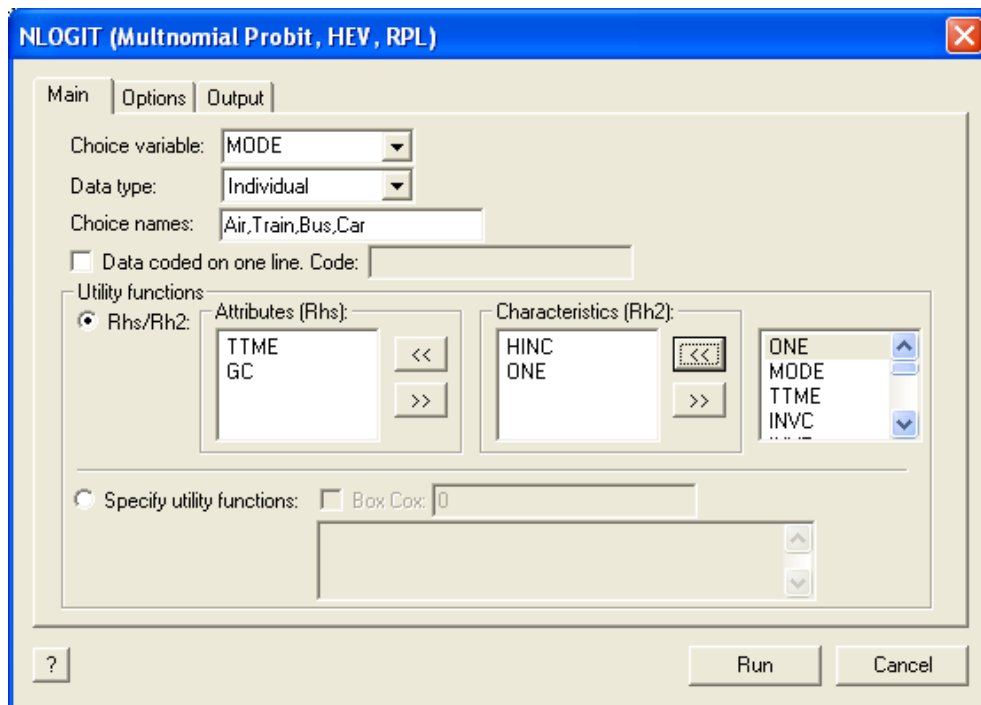 NLOGIT (Multnomial Probit, HEV, RPL)
Main Options Output
Choice variable: MODE
Data type: Individual
Choice names: Air,Train,Bus,Car
Data coded on one line. Code:
Utility functions
Rhs/Rh2:
Attributes (Rhs):
TTME
GC
<<
>>
Characteristics (Rh2):
HINC
ONE
<<
>>
ONE
MODE
TTME
INVC
Specify utility functions: Box Cox: 0
? Run Cancel